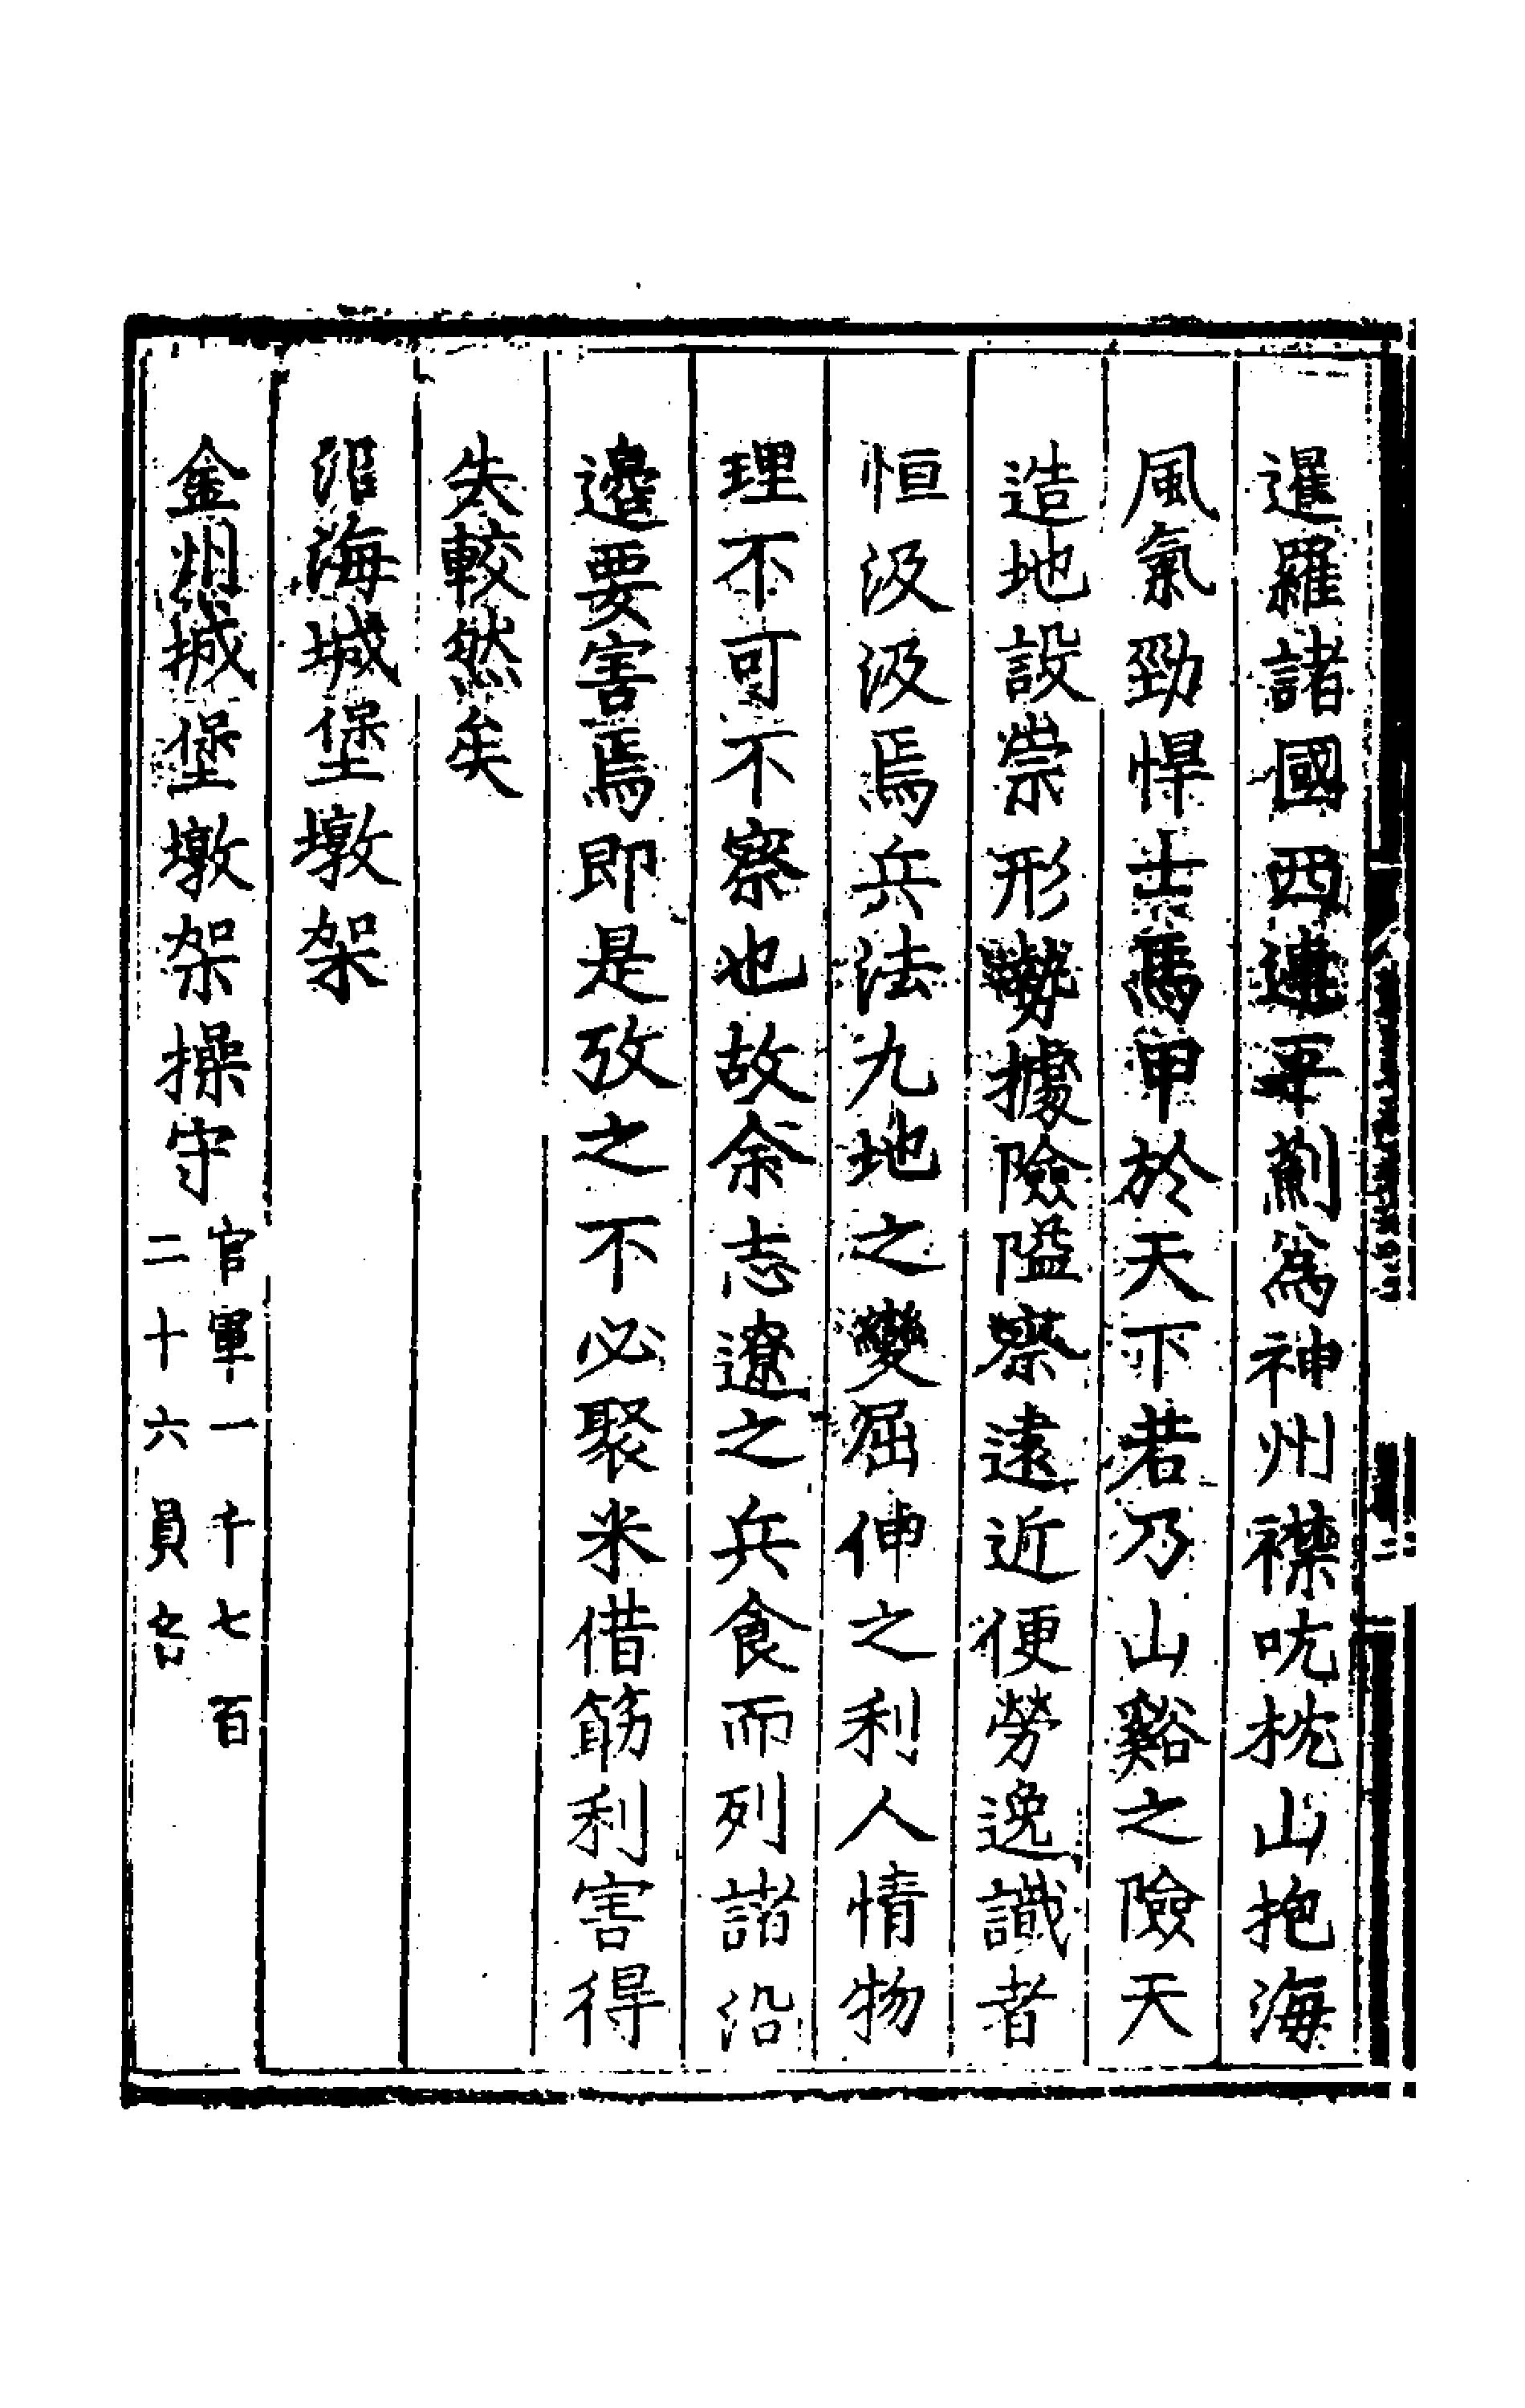 暹羅諸國西連平薊爲神州襟吭枕山抱海
風氣勁悍士馬甲於天下若乃山谿之險天
造地設崇形勢據險隘察逺近便勞逸識者
恒汲汲焉兵法九地之變屈伸之利人情物
理不可不察也故余志遼之兵食而列諸沿
邊要害焉即是攷之不必聚米借筯利害得
失較然矣
沿海城堡墩架
金州城堡墩架操守
官軍一千七百
二十六員名